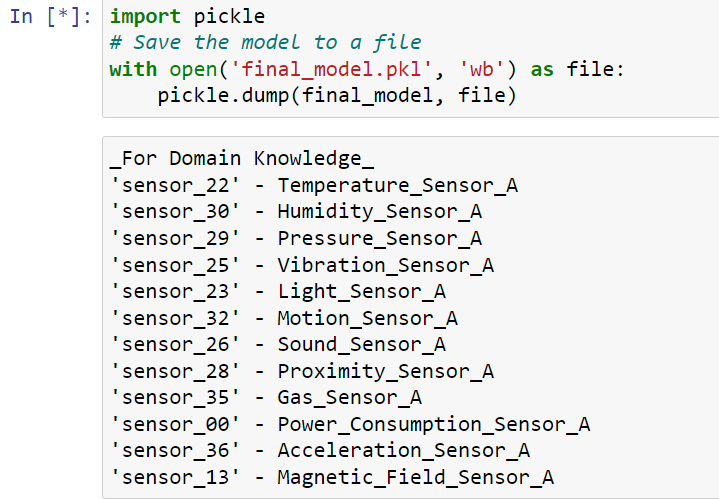 In [*]: import pickle
# Save the model to a file
with open('final_model.pkl', 'wb') as file:
    pickle.dump(final_model, file)
_For Domain Knowledge_
'sensor_22' - Temperature_Sensor_A
'sensor_30' - Humidity_Sensor_A
'sensor_29' - Pressure_Sensor_A
'sensor_25' - Vibration_Sensor_A
'sensor_23' - Light_Sensor_A
'sensor_32' - Motion_Sensor_A
'sensor_26' - Sound_Sensor_A
'sensor_28' - Proximity_Sensor_A
'sensor_35' - Gas_Sensor_A
'sensor_00' - Power_Consumption_Sensor_A
'sensor_36' - Acceleration_Sensor_A
'sensor_13' - Magnetic_Field_Sensor_A